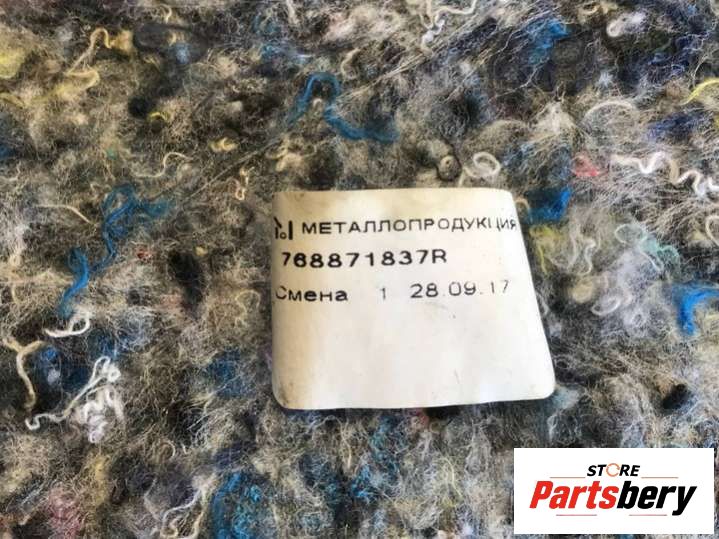 МЕТАЛЛОПРОДУКЦИЯ
768871837R
Смена 1 28.09.17
STORE
Partsbery